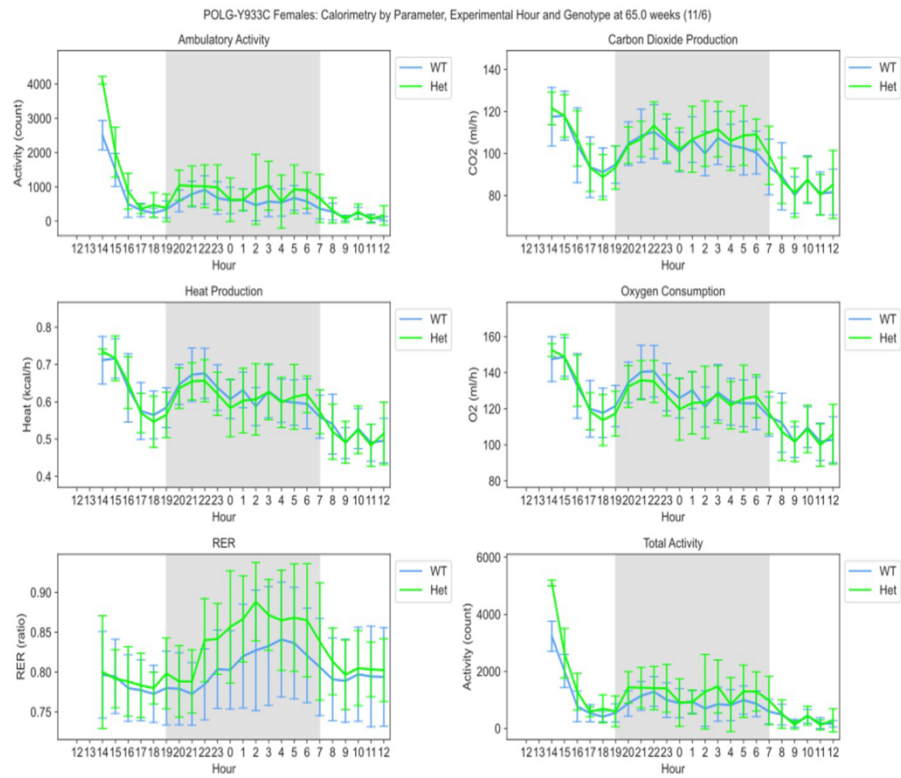 POLG-Y933C Females: Calorimetry by Parameter, Experimental Hour and Genotype at 65.0 weeks (11/6)
Ambulatory Activity
Activity (count)
4000
3000
2000
1000
0
12 13 14 15 16 17 18 19 20 21 22 23 0 1 2 3 4 5 6 7 8 9 10 11 12
Hour
WT
Het
Carbon Dioxide Production
CO2 (ml/h)
140
120
100
80
12 13 14 15 16 17 18 19 20 21 22 23 0 1 2 3 4 5 6 7 8 9 10 11 12
Hour
WT
Het
Heat Production
Heat (kcal/h)
0.8
0.7
0.6
0.5
0.4
12 13 14 15 16 17 18 19 20 21 22 23 0 1 2 3 4 5 6 7 8 9 10 11 12
Hour
WT
Het
Oxygen Consumption
O2 (ml/h)
160
140
120
100
80
12 13 14 15 16 17 18 19 20 21 22 23 0 1 2 3 4 5 6 7 8 9 10 11 12
Hour
WT
Het
RER
RER (ratio)
0.90
0.85
0.80
0.75
12 13 14 15 16 17 18 19 20 21 22 23 0 1 2 3 4 5 6 7 8 9 10 11 12
Hour
WT
Het
Total Activity
Activity (count)
6000
4000
2000
0
12 13 14 15 16 17 18 19 20 21 22 23 0 1 2 3 4 5 6 7 8 9 10 11 12
Hour
WT
Het